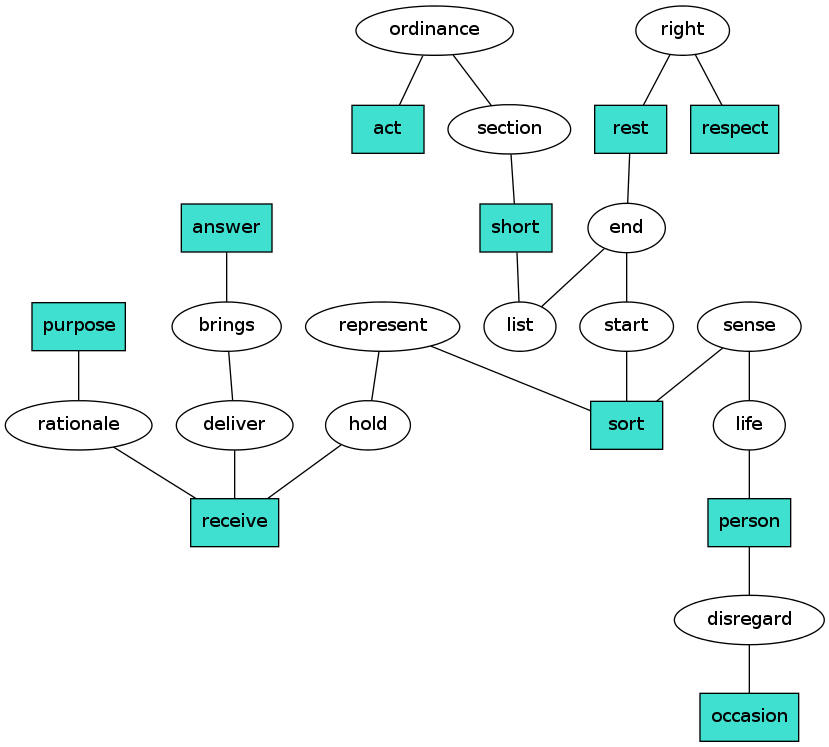 ordinance
right
act
section
rest
respect
answer
short
end
purpose
brings
represent
list
start
sense
rationale
deliver
hold
sort
life
receive
person
disregard
occasion